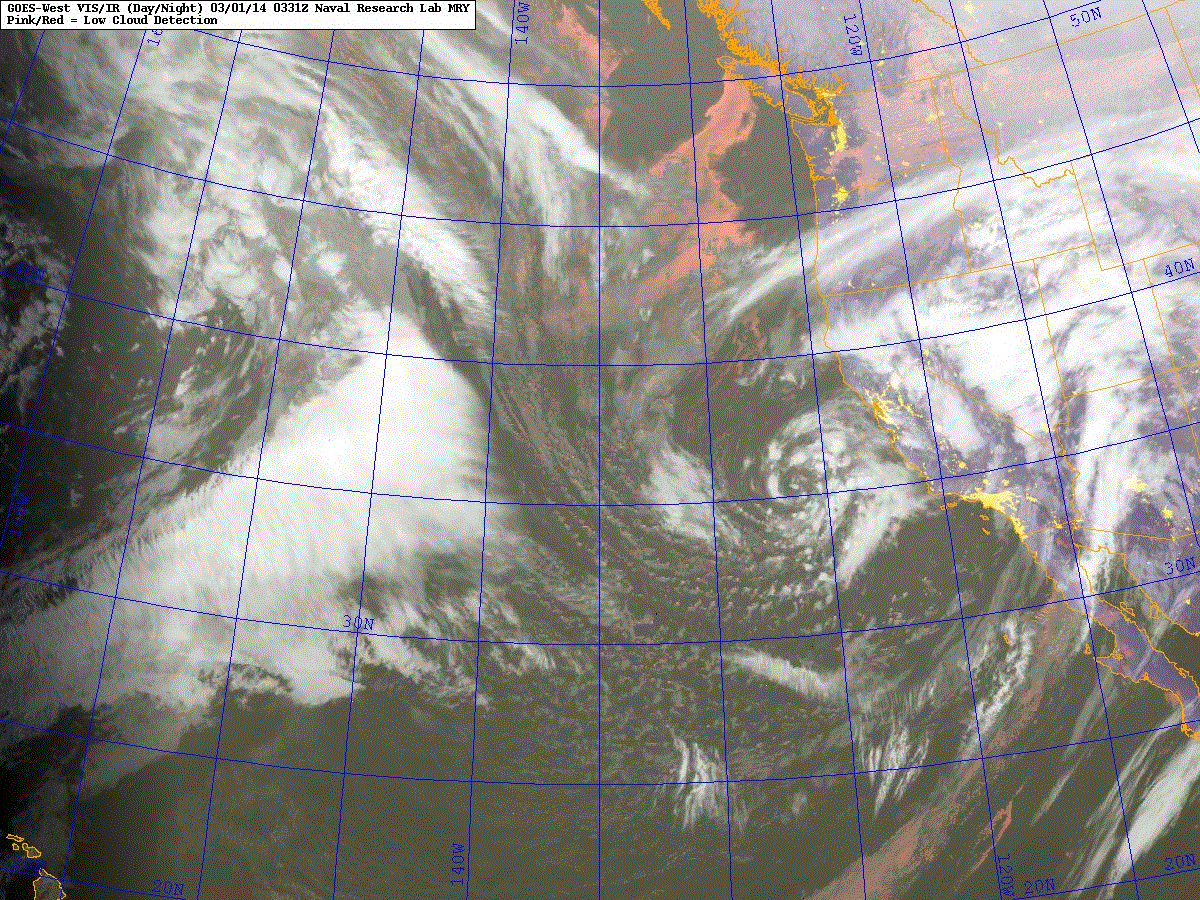 GOES-West VIS/IR (Day/Night) 03/01/14 0331Z Naval Research Lab MRY
Pink/Red = Low Cloud Detection
140W
120W
50N
40N
30N
30N
140W
120W
20N
20N
20N